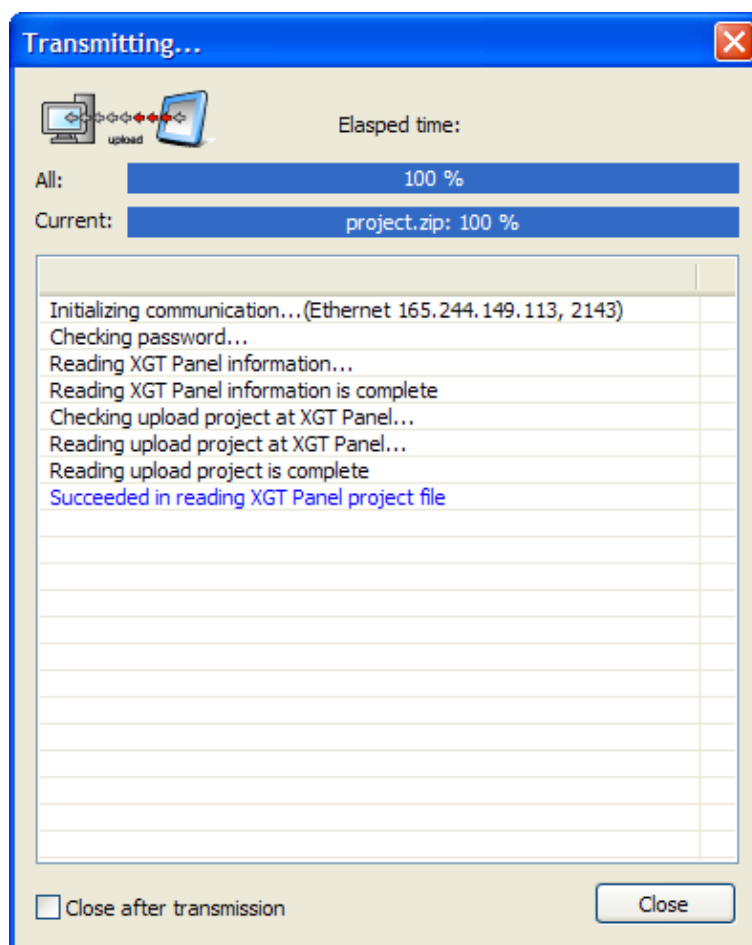 Transmitting...
upload
Elasped time:
All:
100 %
Current:
project.zip: 100 %
Initializing communication...(Ethernet 165.244.149.113, 2143)
Checking password...
Reading XGT Panel information...
Reading XGT Panel information is complete
Checking upload project at XGT Panel...
Reading upload project at XGT Panel...
Reading upload project is complete
Succeeded in reading XGT Panel project file
Close after transmission
Close